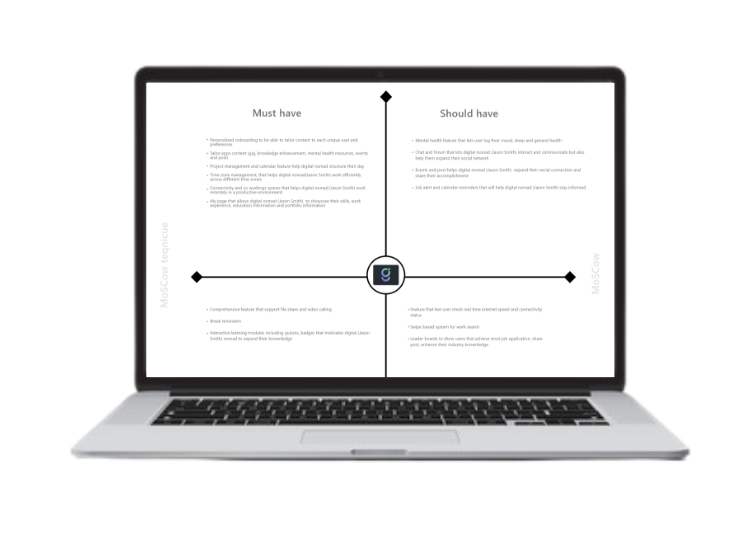 Must have
• Personalized onboarding to be able to tailor content to each unique user and
preferences
• Tailor apps content (e.g. knowledge enhancement, mental health resources, events
and post)
• Project management and calendar feature help digital nomad structure their day
• Time zone management, that helps digital nomad(Jason Smith) work efficiently
across different time zones
• Connectivity and co workings spaces that helps digital nomad (Jason Smith) work
remotely in a productive environment
• My page that allows digital nomad (Jason Smith) to showcase their skills, work
experience, education information and portfolio information
Should have
• Mental health feature that lets user log their mood, sleep and general health
• Chat and forum that lets digital nomad (Jason Smith) interact and communicate but also
help them expand their social network
• Events and post helps digital nomad (Jason Smith) expand their social connection and
share their accomplishment
• Job alert and calendar reminders that will help digital nomad (Jason Smith) stay informed
MoSCow teqnicue
MoSCow
• Comprehensive feature that support file share and video calling
• Break reminders
• Interactive learning modules including quizzes, badges that motivates digital (Jason
Smith) nomad to expand their knowledge
• Feature that lest user check real time internet speed and connectivity
status
• Swipe based system for work search
• Leader boards to show users that achieve most job application, share
post, enhance their industry knowledge